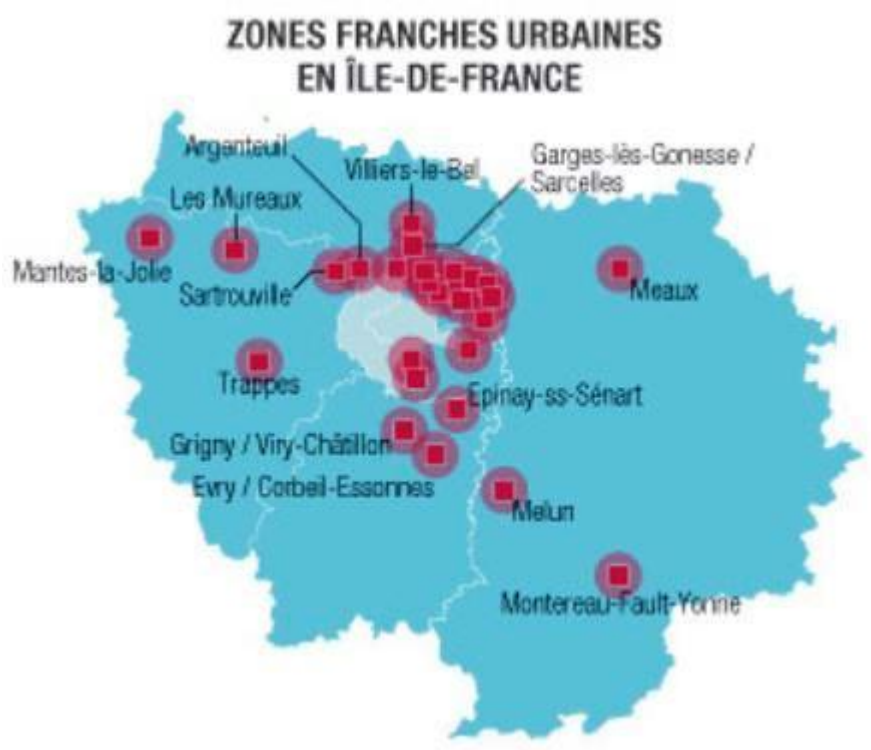 ZONES FRANCHES URBAINES
EN ÎLE-DE-FRANCE
Argenteuil
Villiers-le-Bel
Garges-lès-Gonesse /
Sarcelles
Les Mureaux
Mantes-la-Jolie
Sartrouville
Meaux
Trappes
Epinay-ss-Sénart
Grigny / Viry-Châtillon
Evry / Corbeil-Essonnes
Melun
Montereau-Fault-Yonne